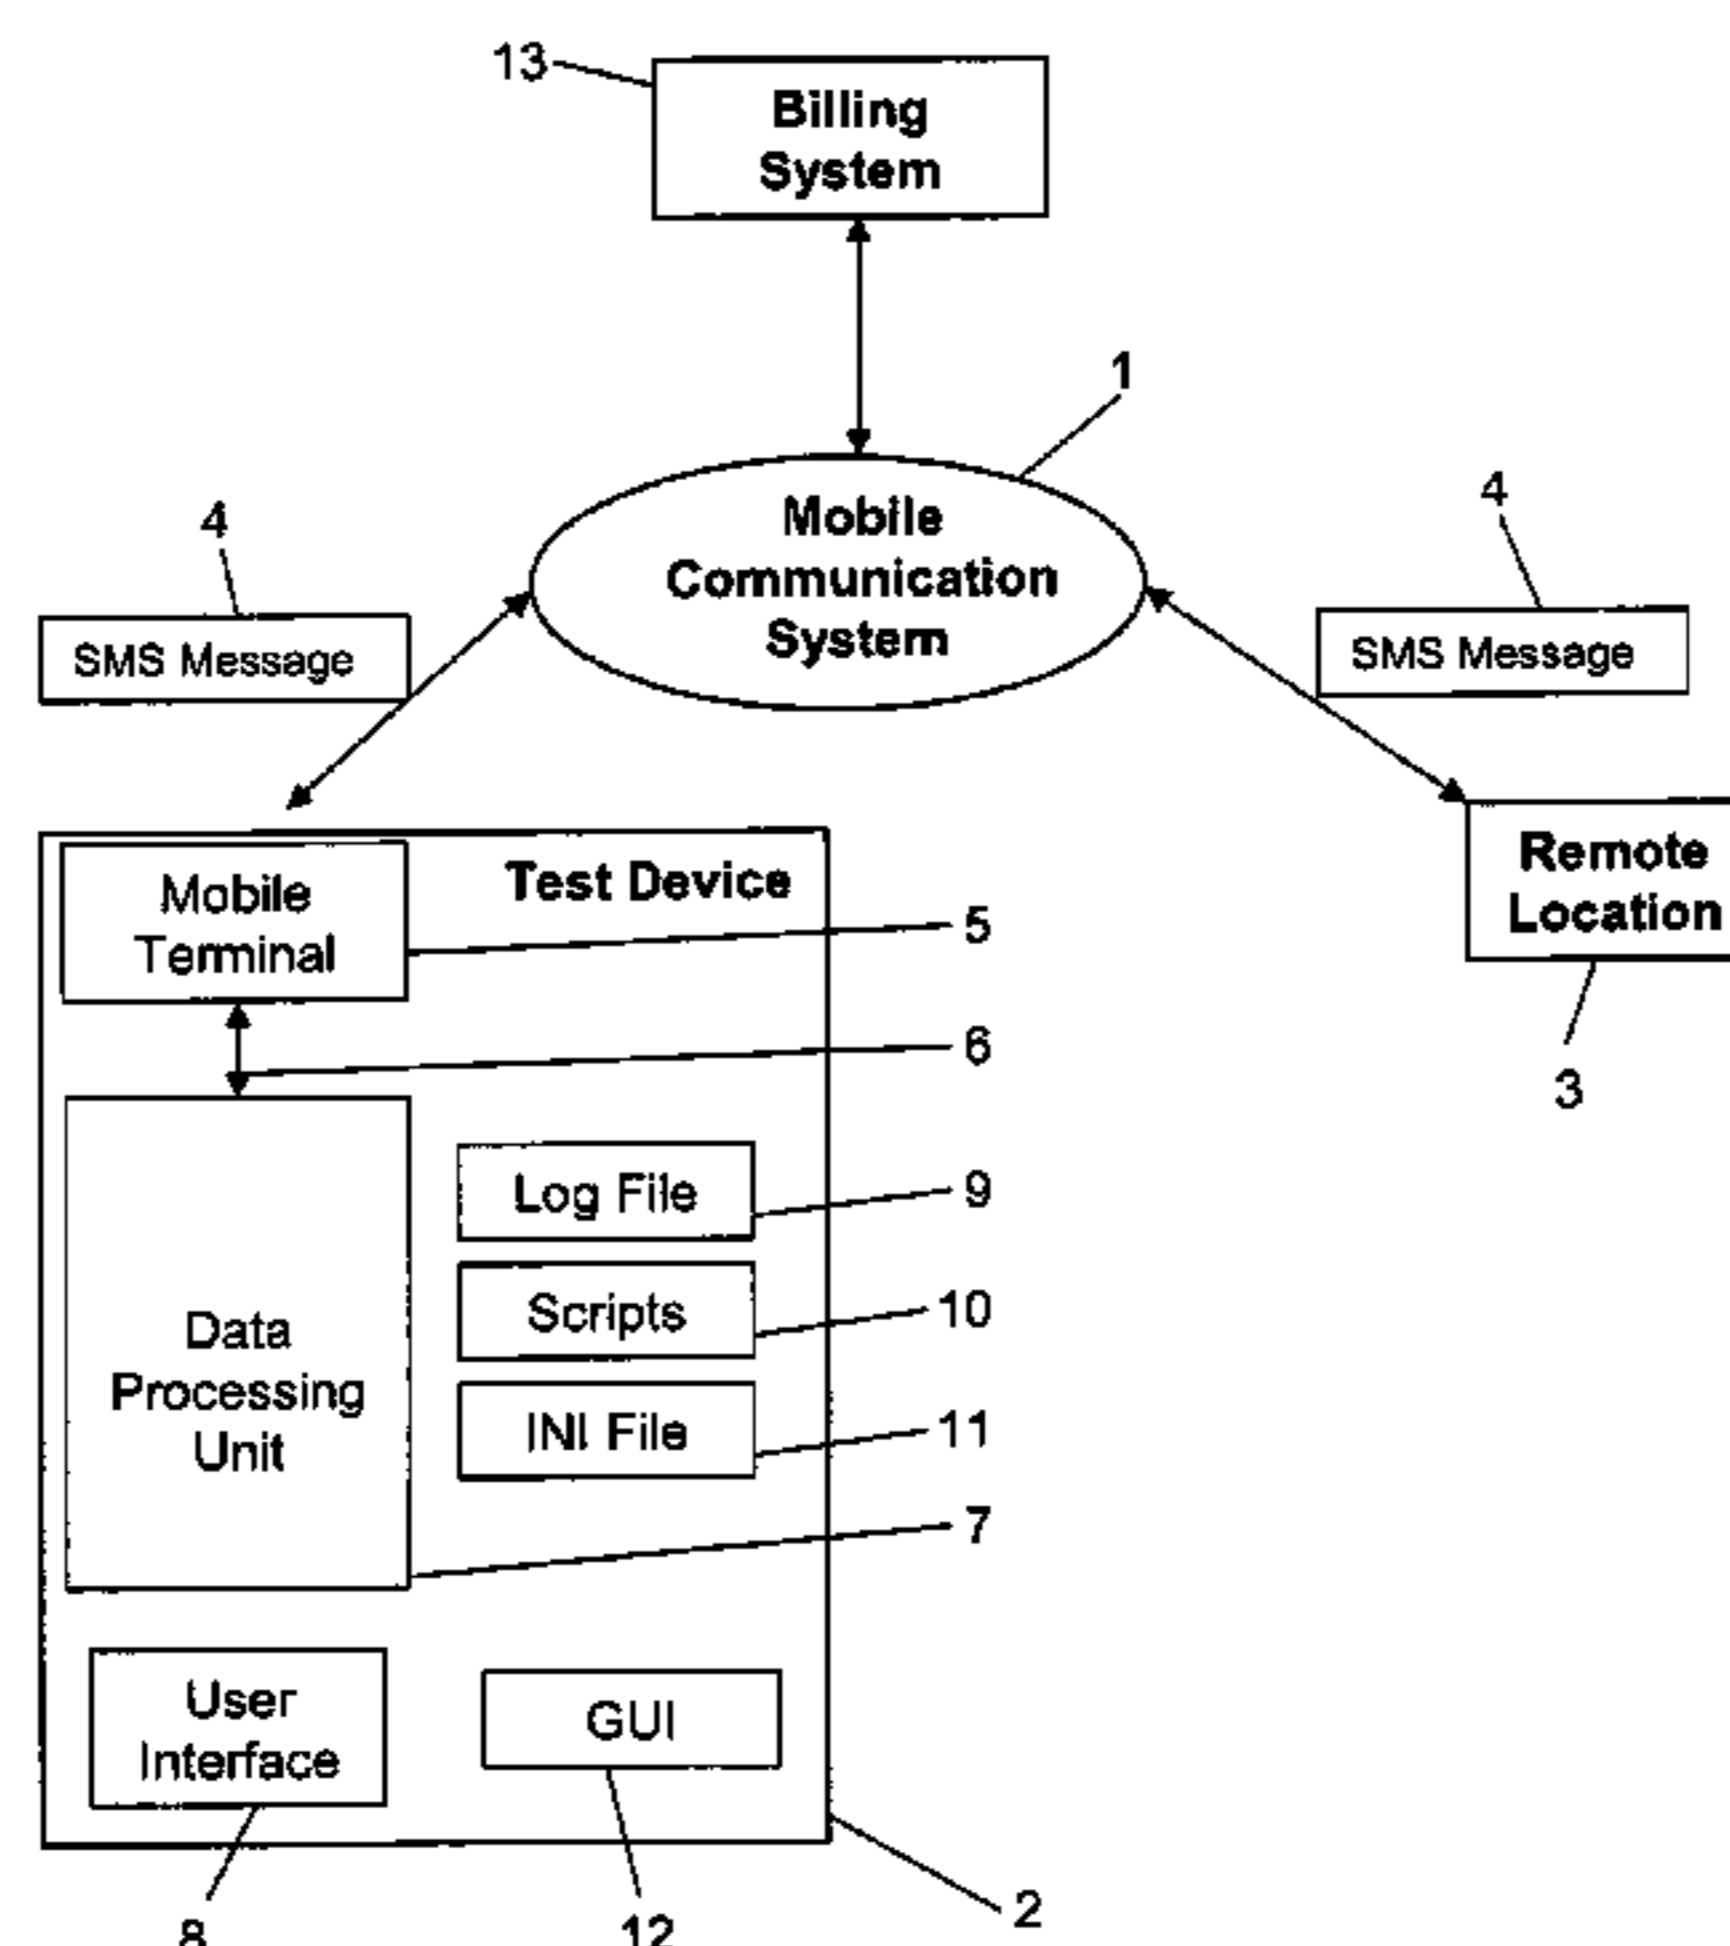 13
Billing
System
1
Mobile
Communication
System
4
SMS Message
4
SMS Message
Remote
Location
3
Test Device
Mobile
Terminal
5
6
Data
Processing
Unit
Log File
9
Scripts
10
INI File
11
7
User
Interface
GUI
8
12
2